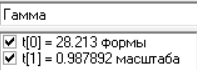 Гамма
t[0] = 28.213 формы
t[1] = 0.987892 масштаба